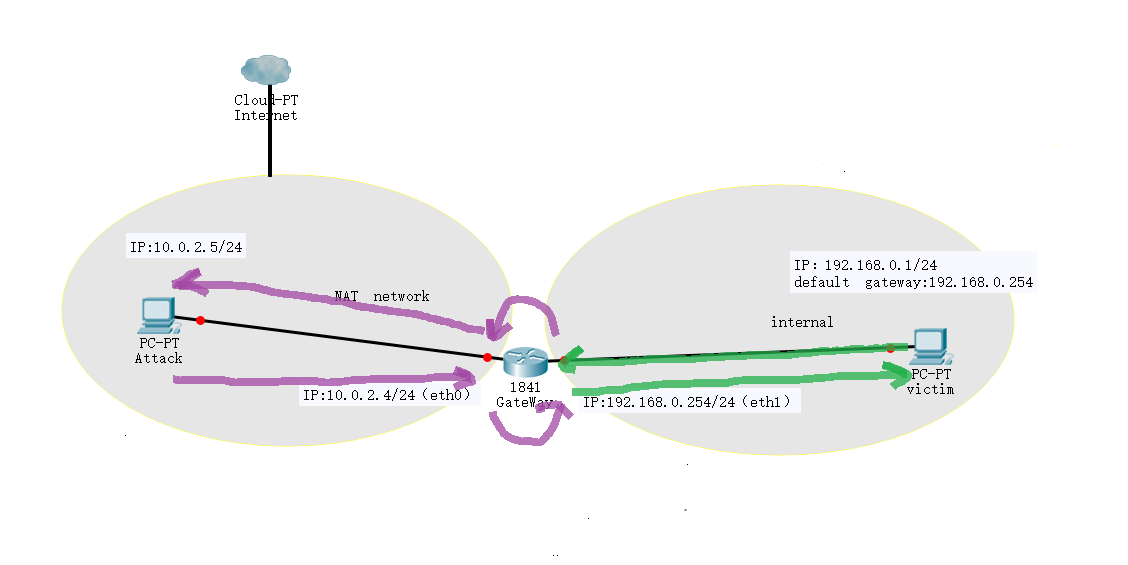 Cloud-PT
Internet
IP:10.0.2.5/24
NAT network
PC-PT
Attack
IP:10.0.2.4/24（eth0）
1841
GateWay
IP：192.168.0.1/24
default gateway:192.168.0.254
internal
PC-PT
victim
IP:192.168.0.254/24（eth1）